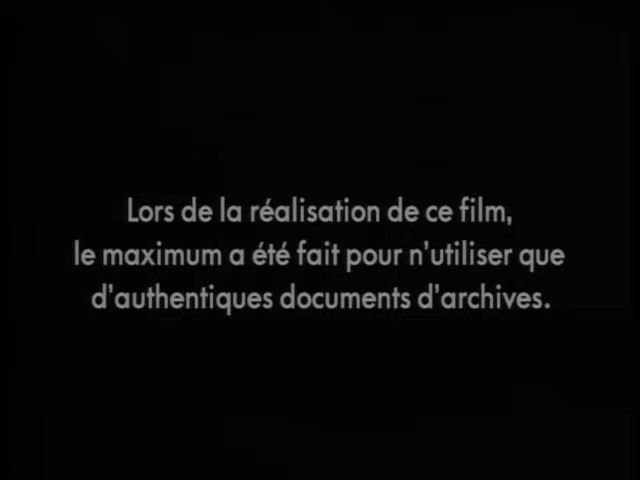 Lors de la réalisation de ce film,
le maximum a été fait pour n'utiliser que
d'authentiques documents d'archives.